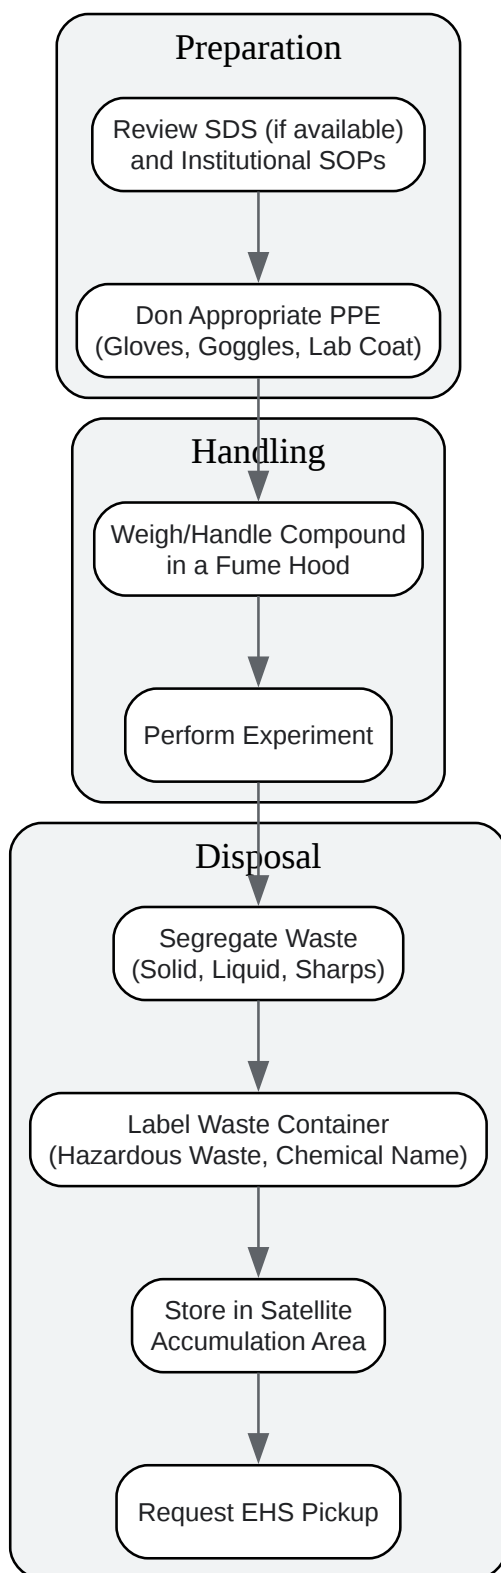 Preparation
Review SDS (if available)
and Institutional SOPs
Don Appropriate PPE
(Gloves, Goggles, Lab Coat)
Handling
Weigh/Handle Compound
in a Fume Hood
Perform Experiment
Disposal
Segregate Waste
(Solid, Liquid, Sharps)
Label Waste Container
(Hazardous Waste, Chemical Name)
Store in Satellite
Accumulation Area
Request EHS Pickup